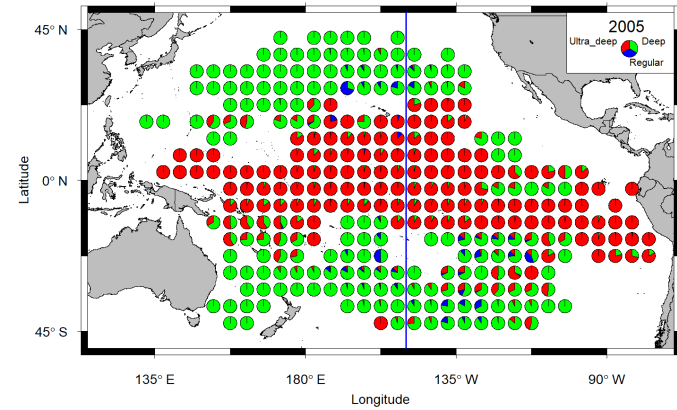 2005
Ultra_deep
Deep
Regular
45° N
0° N
45° S
Latitude
135° E
180° E
135° W
90° W
Longitude